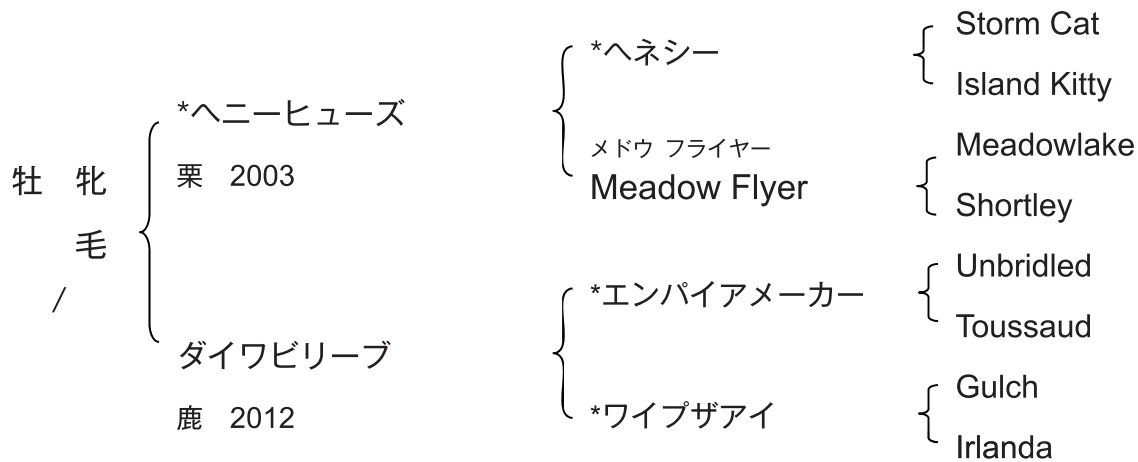 牡 牝
毛
/
*ヘニーヒューズ
栗 2003
ダイワビリーブ
鹿 2012
*ヘネシー
メドウ フライヤー
Meadow Flyer
*エンパイアメーカー
*ワイプザアイ
Storm Cat
Island Kitty
Meadowlake
Shortley
Unbridled
Toussaud
Gulch
Irlanda